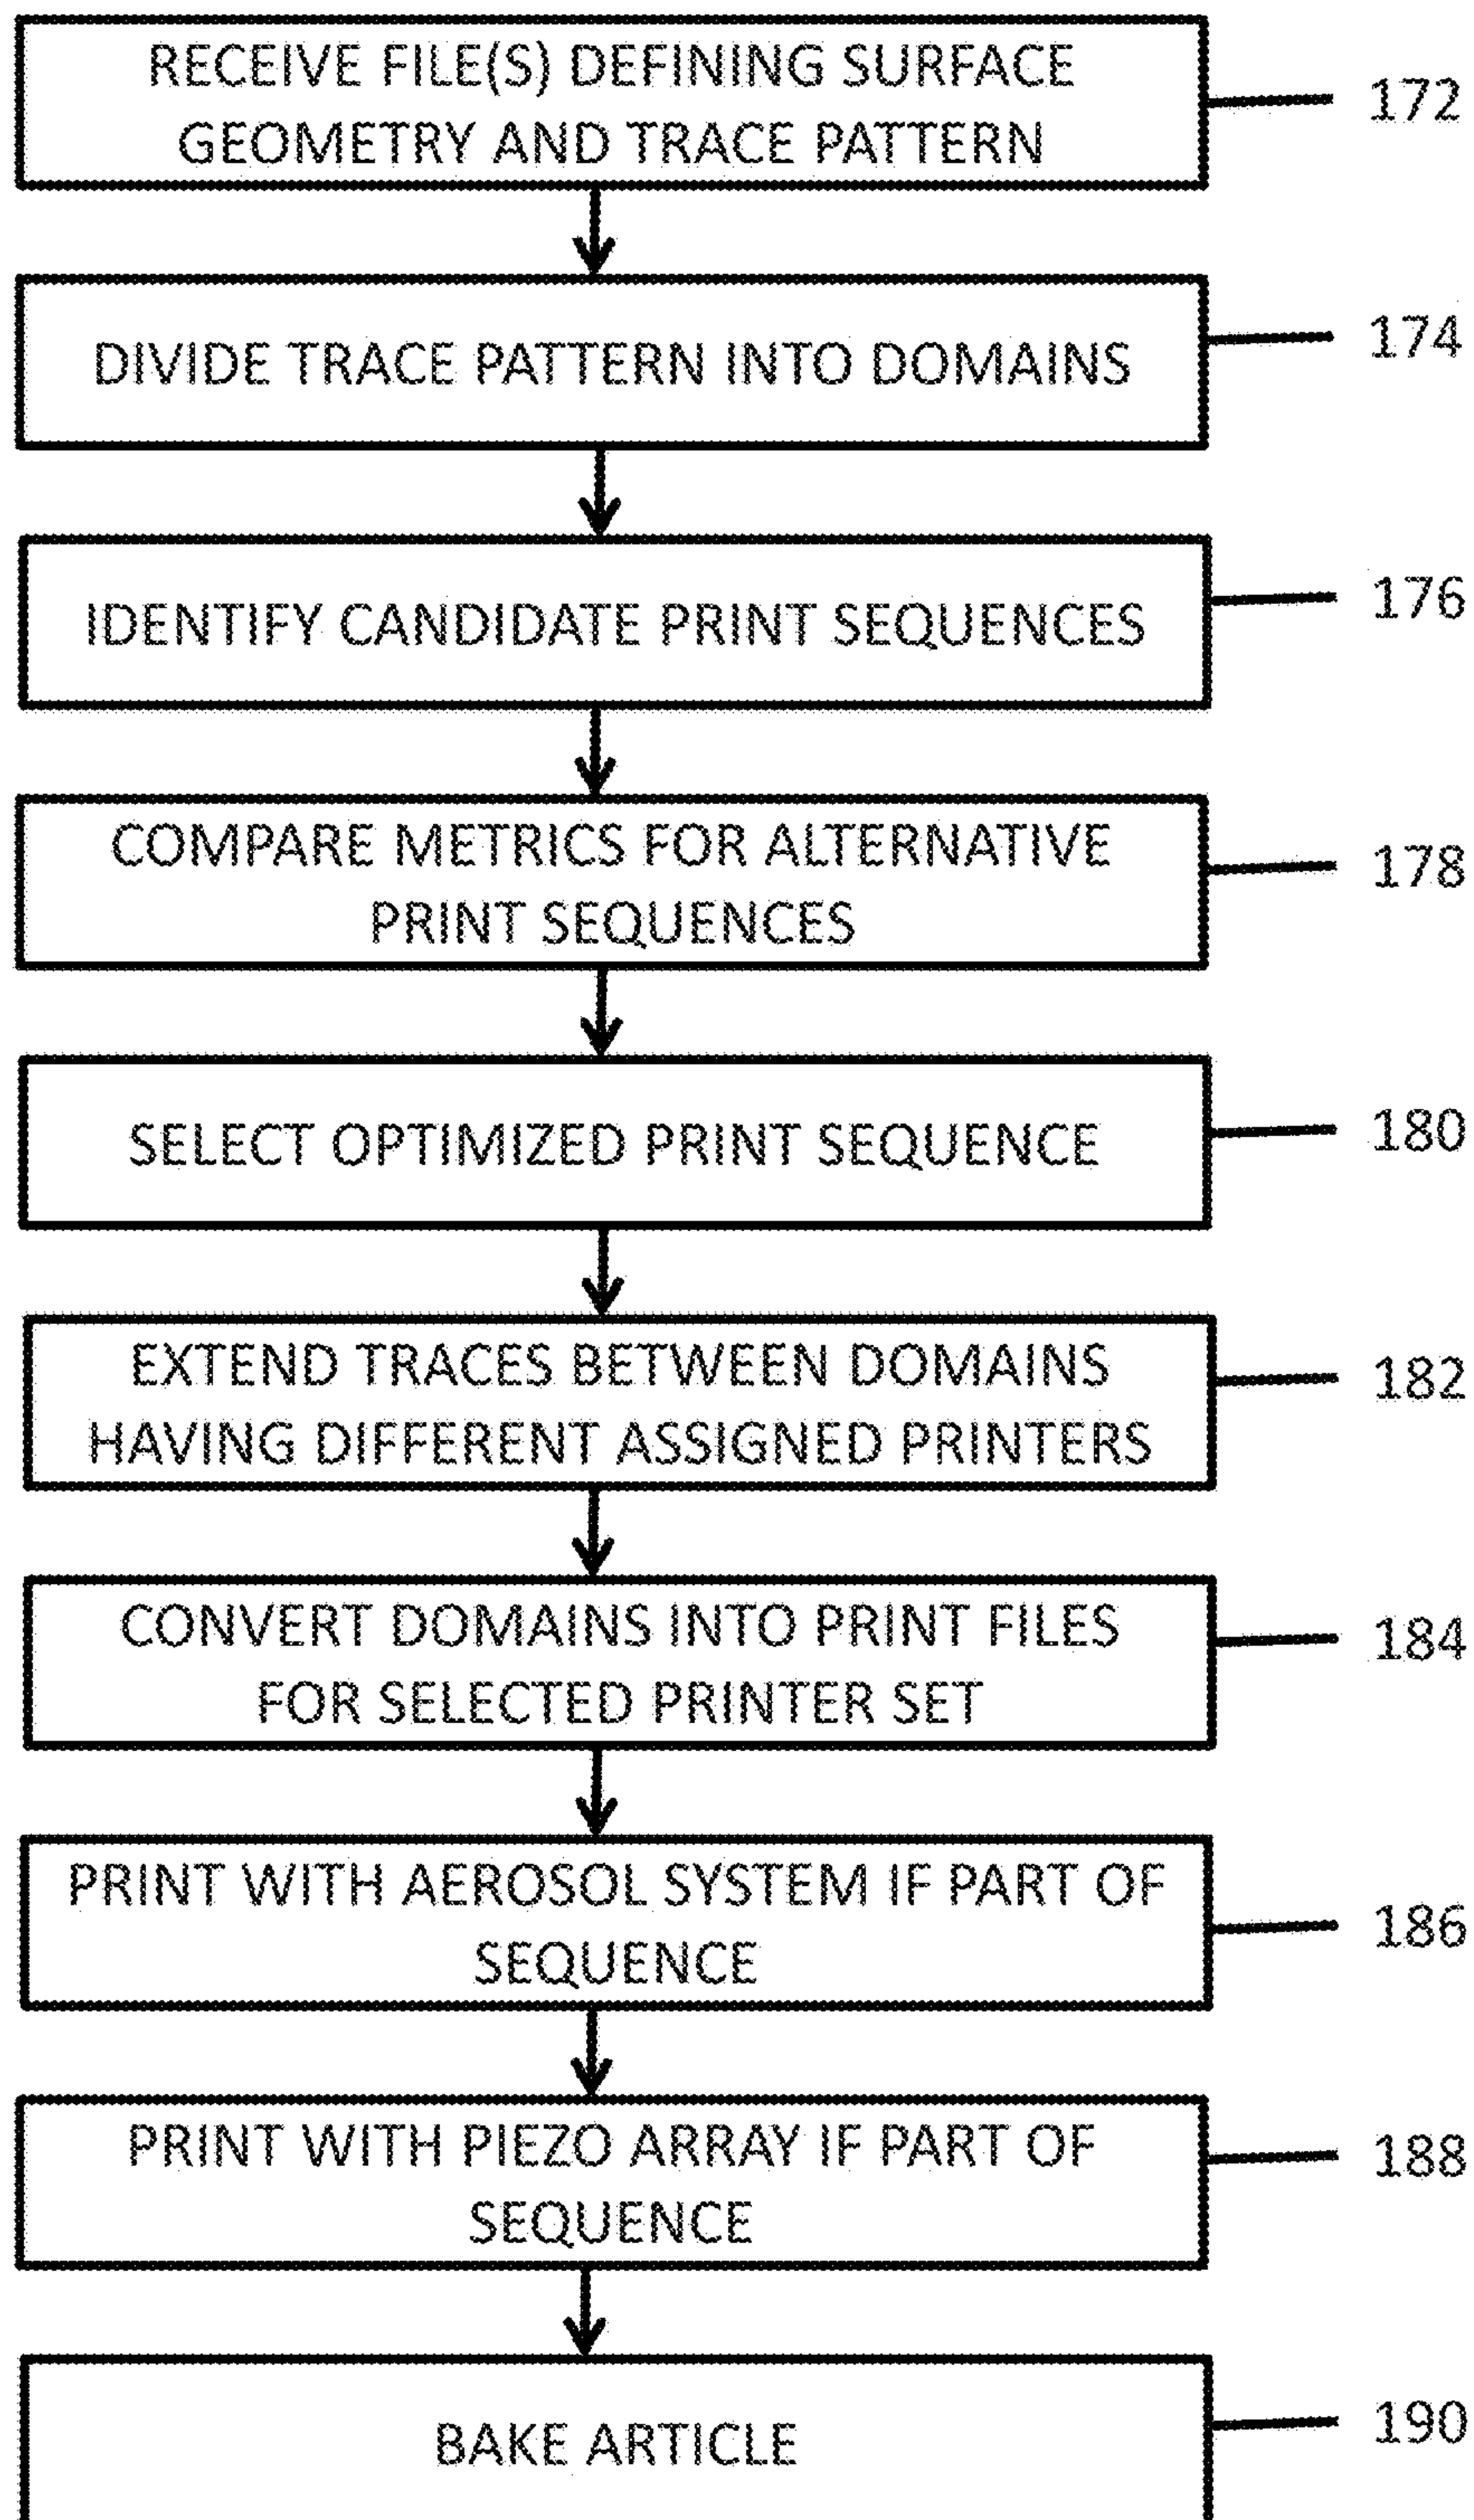 RECEIVE FILE(S) DEFINING SURFACE
GEOMETRY AND TRACE PATTERN
172
DIVIDE TRACE PATTERN INTO DOMAINS
174
IDENTIFY CANDIDATE PRINT SEQUENCES
176
COMPARE METRICS FOR ALTERNATIVE
PRINT SEQUENCES
178
SELECT OPTIMIZED PRINT SEQUENCE
180
EXTEND TRACES BETWEEN DOMAINS
HAVING DIFFERENT ASSIGNED PRINTERS
182
CONVERT DOMAINS INTO PRINT FILES
FOR SELECTED PRINTER SET
184
PRINT WITH AEROSOL SYSTEM IF PART OF
SEQUENCE
186
PRINT WITH PIEZO ARRAY IF PART OF
SEQUENCE
188
BAKE ARTICLE
190